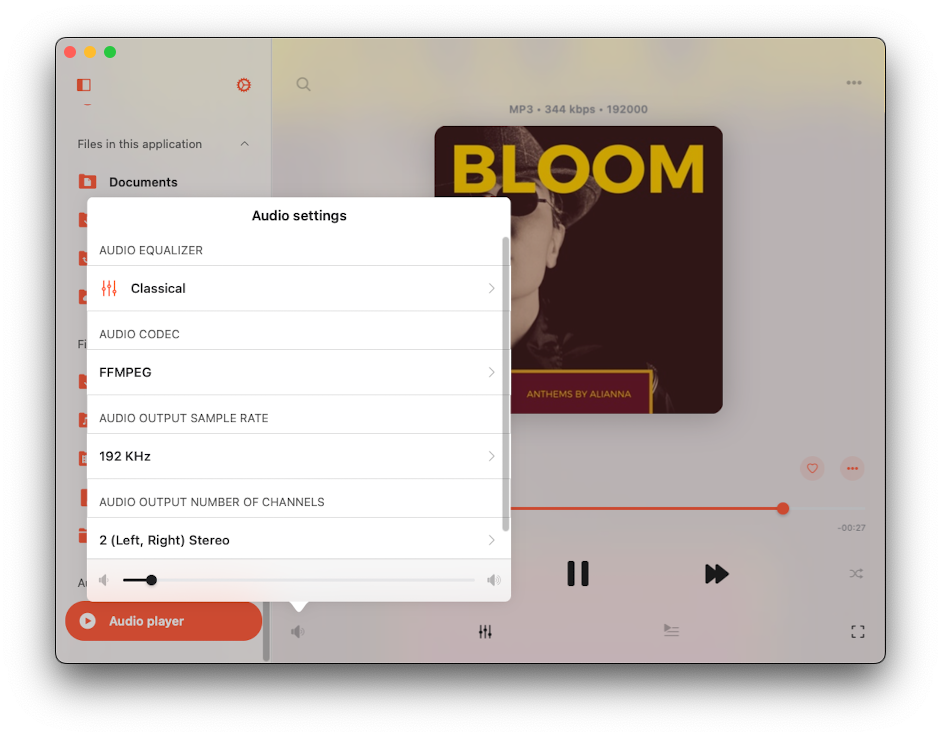 MP3 • 344 kbps • 192000
Files in this application
Documents
BLOOM
Audio settings
AUDIO EQUALIZER
Classical
AUDIO CODEC
FFMPEG
ANTHEMS BY ALIANNA
AUDIO OUTPUT SAMPLE RATE
192 KHz
AUDIO OUTPUT NUMBER OF CHANNELS
2 (Left, Right) Stereo
-00:27
Audio player